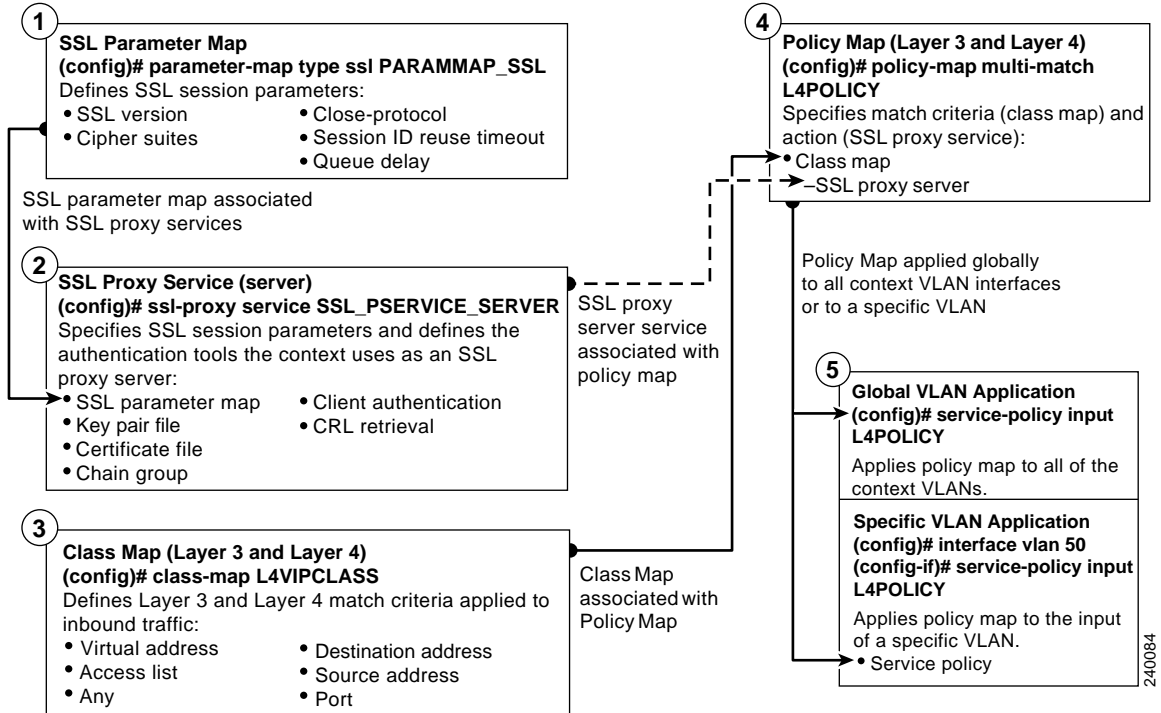 1
SSL Parameter Map
(config)# parameter-map type ssl PARAMMAP_SSL
Defines SSL session parameters:
• SSL version
• Cipher suites
• Close-protocol
• Session ID reuse timeout
• Queue delay
SSL parameter map associated
with SSL proxy services
2
SSL Proxy Service (server)
(config)# ssl-proxy service SSL_PSERVICE_SERVER
Specifies SSL session parameters and defines the
authentication tools the context uses as an SSL
proxy server:
• SSL parameter map
• Key pair file
• Certificate file
• Chain group
• Client authentication
• CRL retrieval
SSL proxy
server service
associated with
policy map
3
Class Map (Layer 3 and Layer 4)
(config)# class-map L4VIPCLASS
Defines Layer 3 and Layer 4 match criteria applied to
inbound traffic:
• Virtual address
• Access list
• Any
• Destination address
• Source address
• Port
Class Map
associated with
Policy Map
4
Policy Map (Layer 3 and Layer 4)
(config)# policy-map multi-match
L4POLICY
Specifies match criteria (class map) and
action (SSL proxy service):
• Class map
–SSL proxy server
Policy Map applied globally
to all context VLAN interfaces
or to a specific VLAN
5
Global VLAN Application
(config)# service-policy input
L4POLICY
Applies policy map to all of the
context VLANs.
Specific VLAN Application
(config)# interface vlan 50
(config-if)# service-policy input
L4POLICY
Applies policy map to the input
of a specific VLAN.
• Service policy
240084